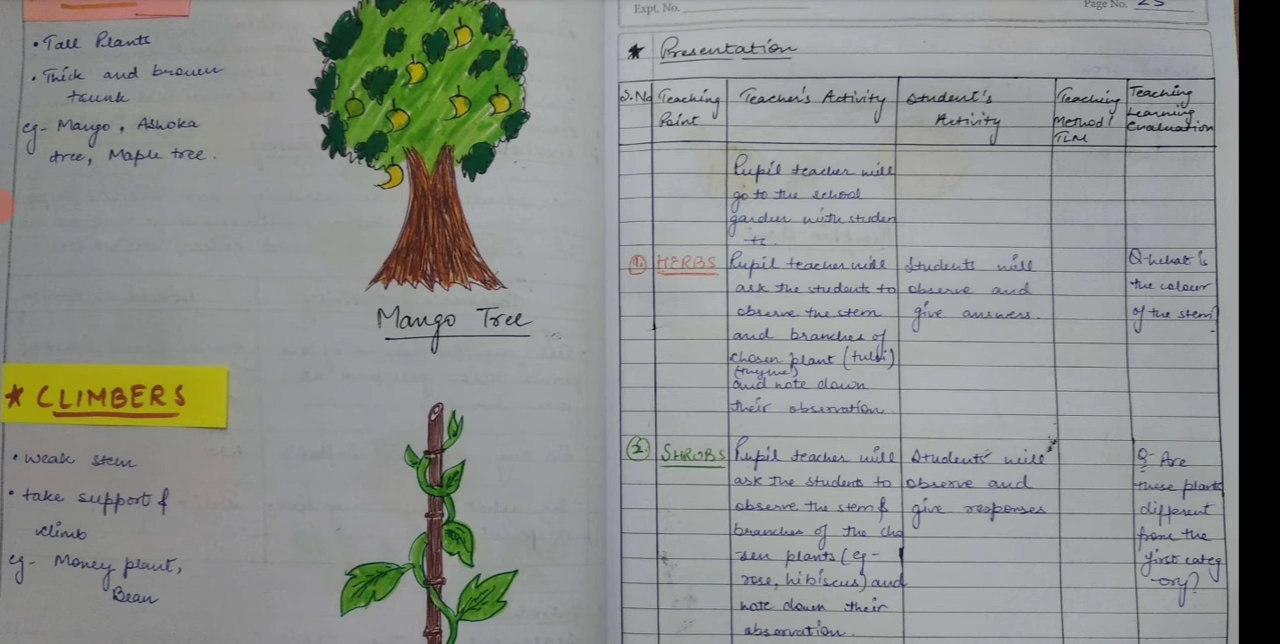 • Tall Plants
• Thick and brown
trunk
eg- Mango, Ashoka
tree, Maple tree.
Mango Tree
★ CLIMBERS
• weak stem
• take support &
climb
eg- Money plant,
Bean
Expt. No.
Page No. 25
★ Presentation
S.No
Teaching
Point
Teacher's Activity
Student's
Activity
Teaching
Method /
TLM
Teaching
Learning
Evaluation
Pupil teacher will
go to the school
garden with studen
ts.
1. HERBS
Pupil teacher will
ask the students to
observe the stem
and branches of
chosen plant (tulsi)
(thyme)
and note down
their observation.
Students will
observe and
give answers.
Q- what is
the colour
of the stem?
2. SHRUBS
Pupil teacher will
ask the students to
observe the stem &
branches of the cho
-sen plants (eg-
rose, hibiscus) and
note down their
observation.
Students will
observe and
give responses
Q- Are
these plants
different
from the
first categ
-ory?